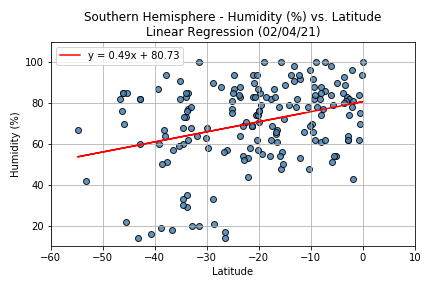 Southern Hemisphere - Humidity (%) vs. Latitude
Linear Regression (02/04/21)
y = 0.49x + 80.73
Humidity (%)
100
80
60
40
20
−60 −50 −40 −30 −20 −10 0 10
Latitude